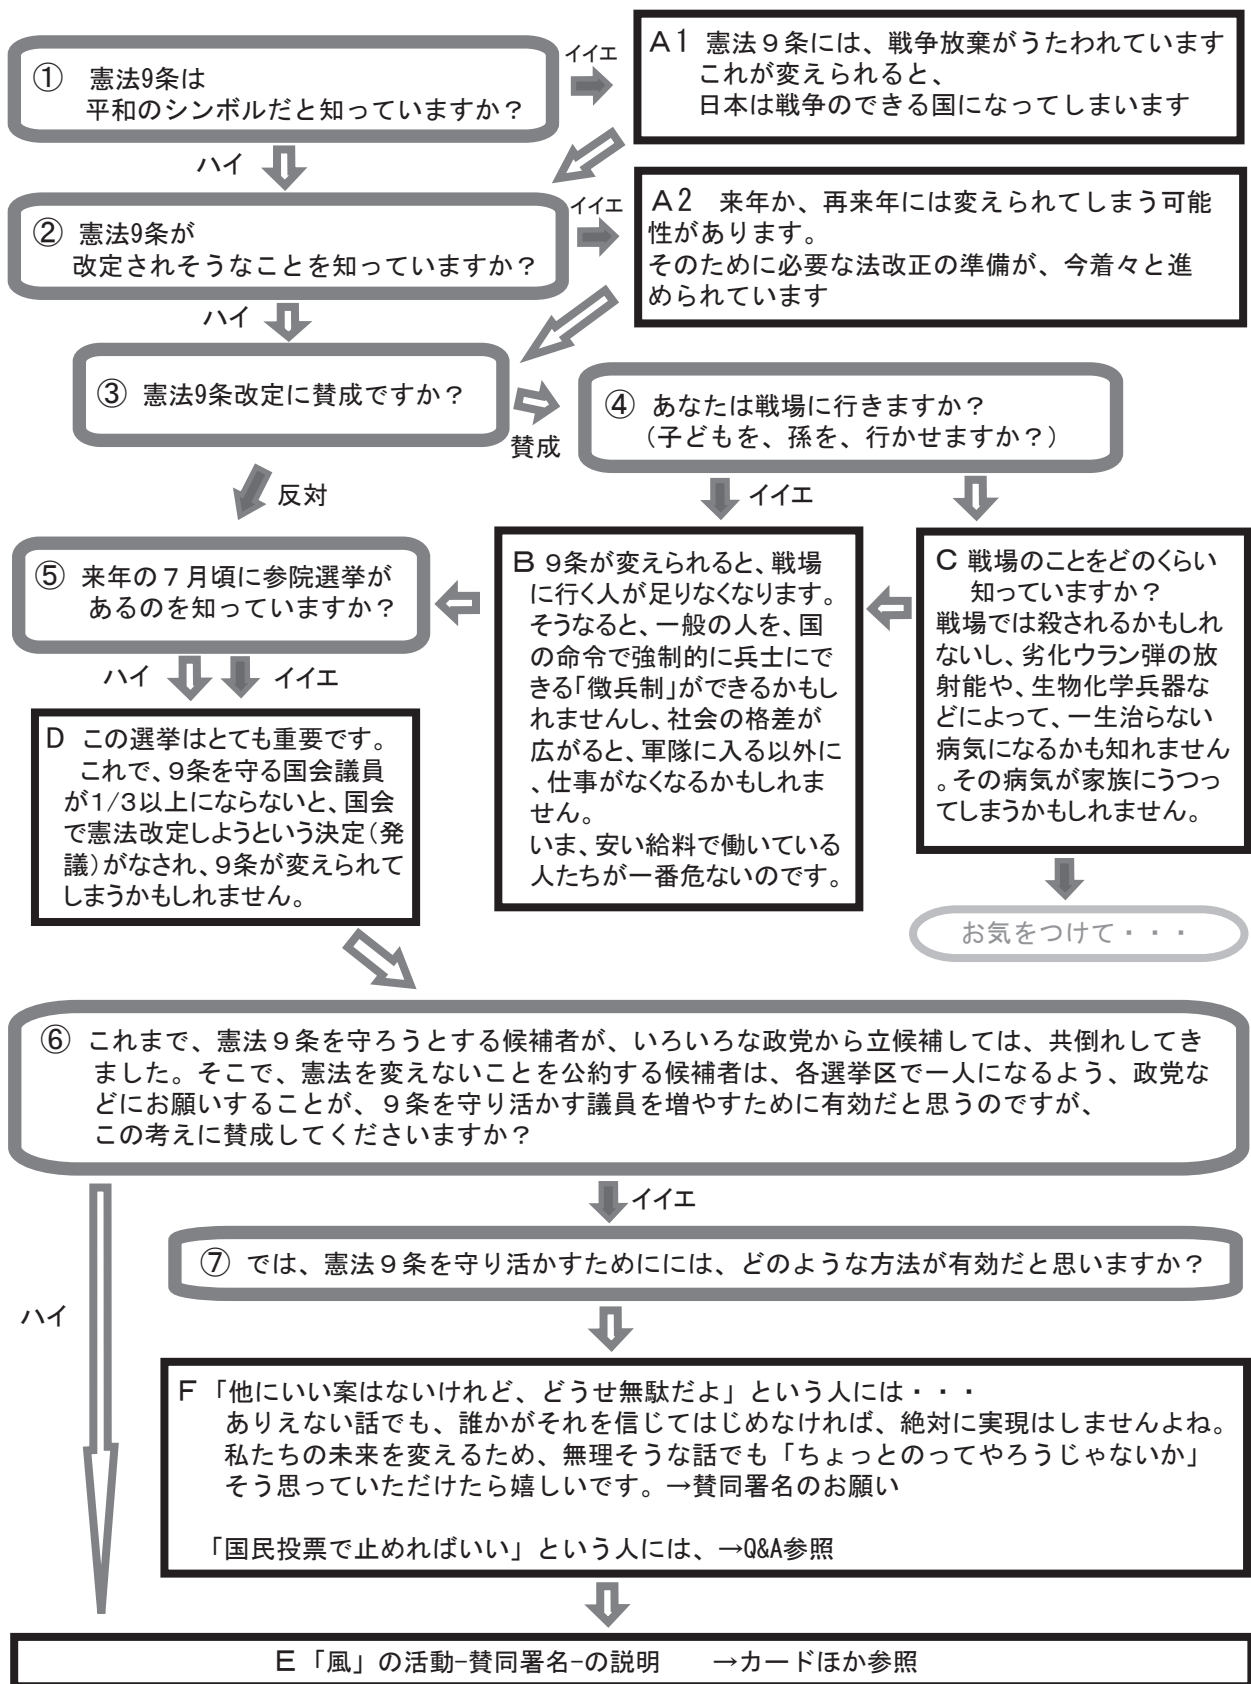 ① 憲法9条は
平和のシンボルだと知っていますか？
イイエ
A1 憲法９条には、戦争放棄がうたわれています
これが変えられると、
日本は戦争のできる国になってしまいます
ハイ
② 憲法9条が
改定されそうなことを知っていますか？
イイエ
A2 来年か、再来年には変えられてしまう可能
性があります。
そのために必要な法改正の準備が、今着々と進
められています
ハイ
③ 憲法9条改定に賛成ですか？
賛成
④ あなたは戦場に行きますか？
（子どもを、孫を、行かせますか？）
反対
イイエ
⑤ 来年の７月頃に参院選挙が
あるのを知っていますか？
ハイ
イイエ
B ９条が変えられると、戦場
に行く人が足りなくなります。
そうなると、一般の人を、国
の命令で強制的に兵士にで
きる「徴兵制」ができるかもし
れませんし、社会の格差が
広がると、軍隊に入る以外に
、仕事がなくなるかもしれま
せん。
いま、安い給料で働いている
人たちが一番危ないのです。
C 戦場のことをどのくらい
知っていますか？
戦場では殺されるかもしれ
ないし、劣化ウラン弾の放
射能や、生物化学兵器な
どによって、一生治らない
病気になるかも知れません
。その病気が家族にうつっ
てしまうかもしれません。
お気をつけて・・・
D この選挙はとても重要です。
これで、９条を守る国会議員
が1/3以上にならないと、国会
で憲法改定しようという決定（発
議）がなされ、９条が変えられて
しまうかもしれません。
⑥ これまで、憲法９条を守ろうとする候補者が、いろいろな政党から立候補しては、共倒れしてき
ました。そこで、憲法を変えないことを公約する候補者は、各選挙区で一人になるよう、政党な
どにお願いすることが、９条を守り活かす議員を増やすために有効だと思うのですが、
この考えに賛成してくださいますか？
イイエ
⑦ では、憲法９条を守り活かすためにには、どのような方法が有効だと思いますか？
ハイ
F 「他にいい案はないけれど、どうせ無駄だよ」という人には・・・
ありえない話でも、誰かがそれを信じてはじめなければ、絶対に実現はしませんよね。
私たちの未来を変えるため、無理そうな話でも「ちょっとのってやろうじゃないか」
そう思っていただけたら嬉しいです。→賛同署名のお願い
「国民投票で止めればいい」という人には、→Q&A参照
E 「風」の活動-賛同署名-の説明 →カードほか参照